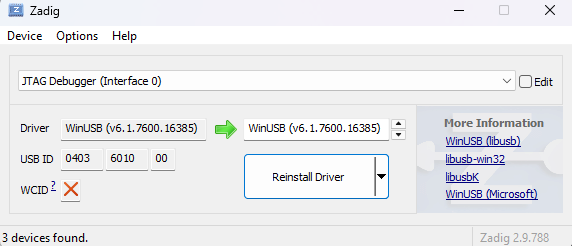 Zadig
Device Options Help
JTAG Debugger (Interface 0)
Edit
Driver WinUSB (v6.1.7600.16385) WinUSB (v6.1.7600.16385)
USB ID 0403 6010 00
WCID ?
Reinstall Driver
More Information
WinUSB (libusb)
libusb-win32
libusbK
WinUSB (Microsoft)
3 devices found.
Zadig 2.9.788